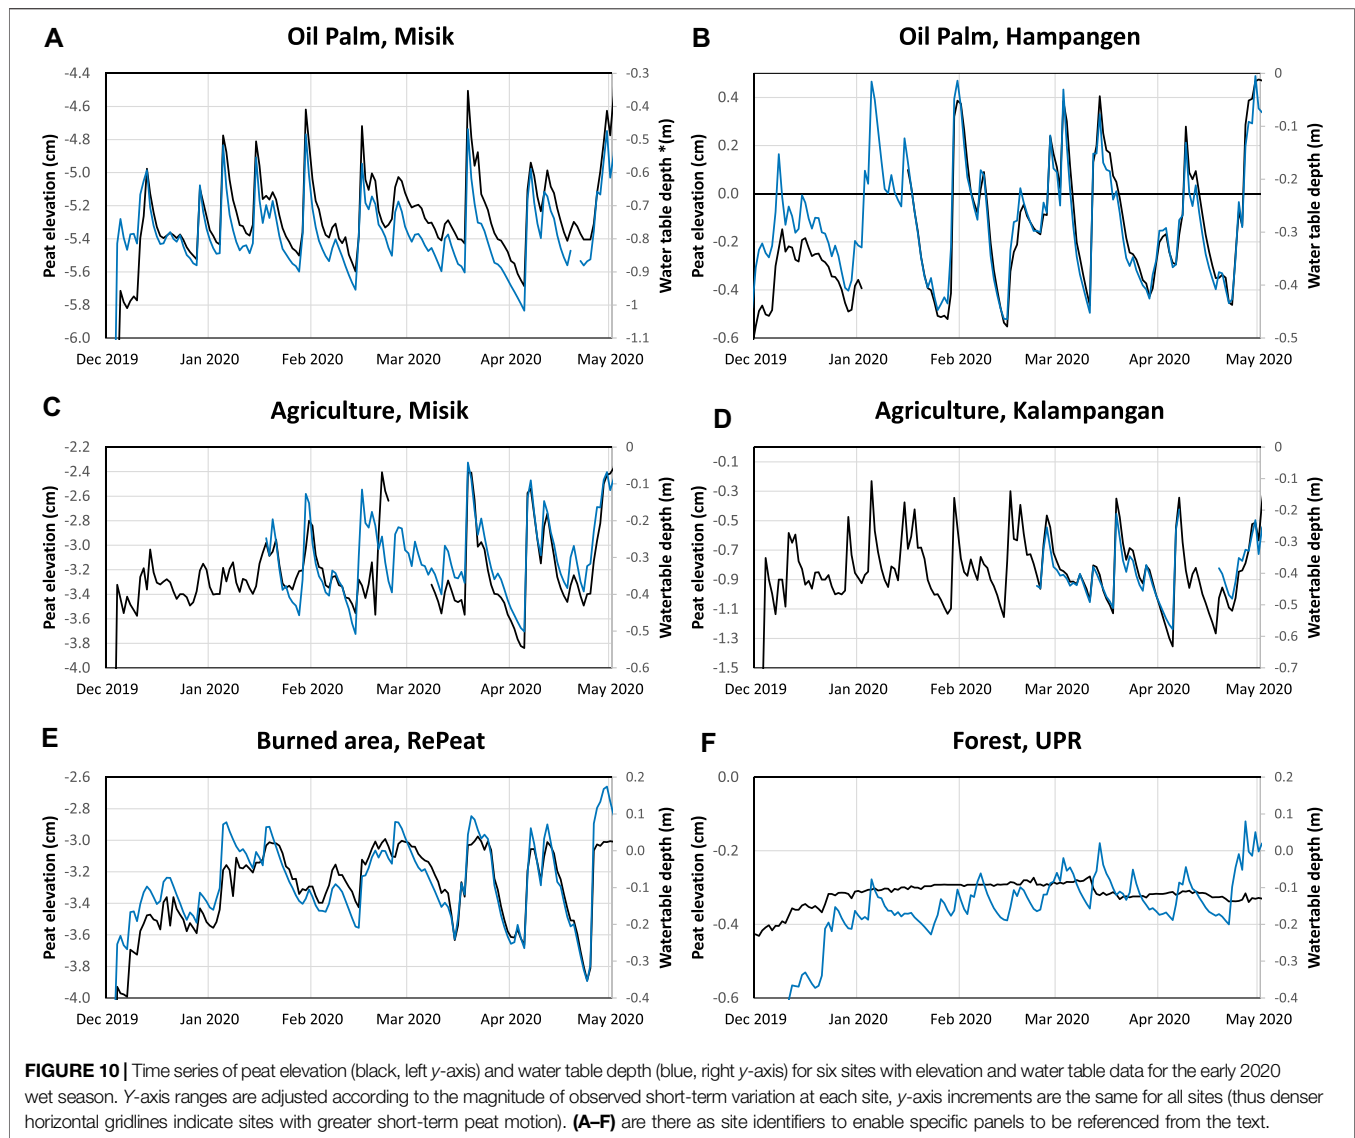 A
Oil Palm, Misik
Peat elevation (cm)
-4.4
-4.6
-4.8
-5.0
-5.2
-5.4
-5.6
-5.8
-6.0
-0.3
-0.4
-0.5
-0.6
-0.7
-0.8
-0.9
-1
-1.1
Water table depth *(m)
Dec 2019 Jan 2020 Feb 2020 Mar 2020 Apr 2020 May 2020
B
Oil Palm, Hampangen
Peat elevation (cm)
0.4
0.2
0.0
-0.2
-0.4
-0.6
0
-0.1
-0.2
-0.3
-0.4
-0.5
Water table depth (m)
Dec 2019 Jan 2020 Feb 2020 Mar 2020 Apr 2020 May 2020
C
Agriculture, Misik
Peat elevation (cm)
-2.2
-2.4
-2.6
-2.8
-3.0
-3.2
-3.4
-3.6
-3.8
-4.0
0
-0.1
-0.2
-0.3
-0.4
-0.5
-0.6
Watertable depth (m)
Dec 2019 Jan 2020 Feb 2020 Mar 2020 Apr 2020 May 2020
D
Agriculture, Kalampangan
Peat elevation (cm)
-0.1
-0.3
-0.5
-0.7
-0.9
-1.1
-1.3
-1.5
0
-0.1
-0.2
-0.3
-0.4
-0.5
-0.6
-0.7
Watertable depth (m)
Dec 2019 Jan 2020 Feb 2020 Mar 2020 Apr 2020 May 2020
E
Burned area, RePeat
Peat elevation (cm)
-2.6
-2.8
-3.0
-3.2
-3.4
-3.6
-3.8
-4.0
0.2
0.1
0.0
-0.1
-0.2
-0.3
-0.4
Watertable depth (m)
Dec 2019 Jan 2020 Feb 2020 Mar 2020 Apr 2020 May 2020
F
Forest, UPR
Peat elevation (cm)
0.0
-0.2
-0.4
-0.6
0.2
0.1
0.0
-0.1
-0.2
-0.3
-0.4
Watertable depth (m)
Dec 2019 Jan 2020 Feb 2020 Mar 2020 Apr 2020 May 2020
FIGURE 10 | Time series of peat elevation (black, left y-axis) and water table depth (blue, right y-axis) for six sites with elevation and water table data for the early 2020
wet season. Y-axis ranges are adjusted according to the magnitude of observed short-term variation at each site, y-axis increments are the same for all sites (thus denser
horizontal gridlines indicate sites with greater short-term peat motion). (A–F) are there as site identifiers to enable specific panels to be referenced from the text.